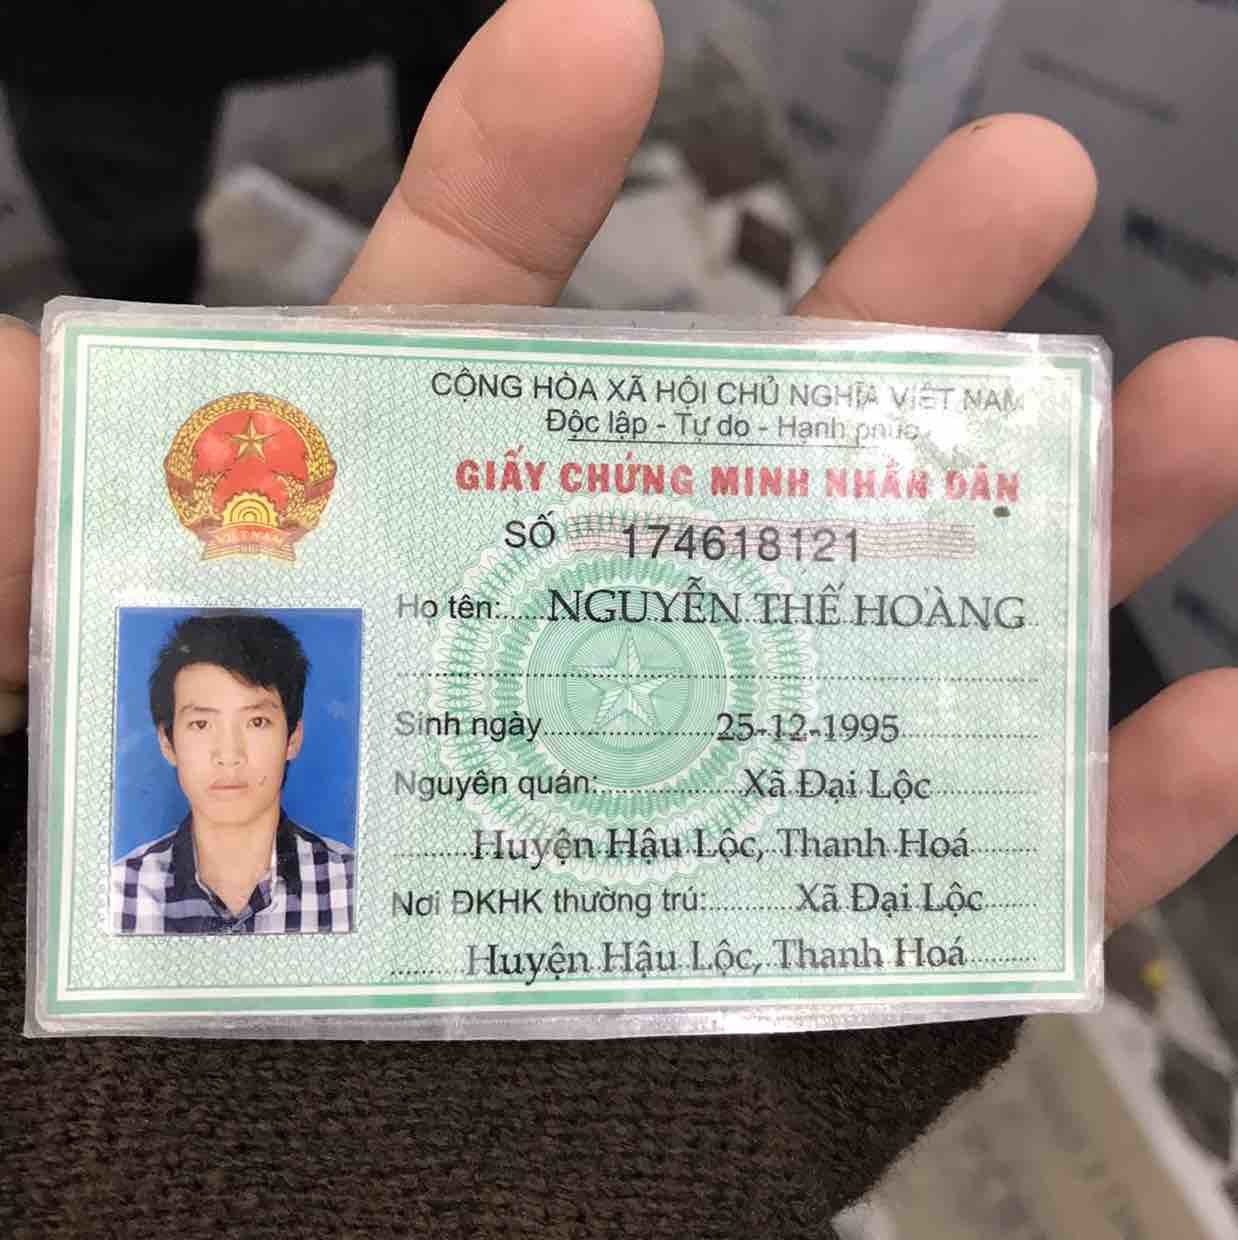 CỘNG HÒA XÃ HỘI CHỦ NGHĨA VIỆT NAM
Độc lập - Tự do - Hạnh phúc
GIẤY CHỨNG MINH NHÂN DÂN
SỐ 174618121
Họ tên: NGUYỄN THẾ HOÀNG
Sinh ngày 25-12-1995
Nguyên quán: Xã Đại Lộc
Huyện Hậu Lộc, Thanh Hoá
Nơi ĐKHK thường trú: Xã Đại Lộc
Huyện Hậu Lộc, Thanh Hoá
VIỆT NAM